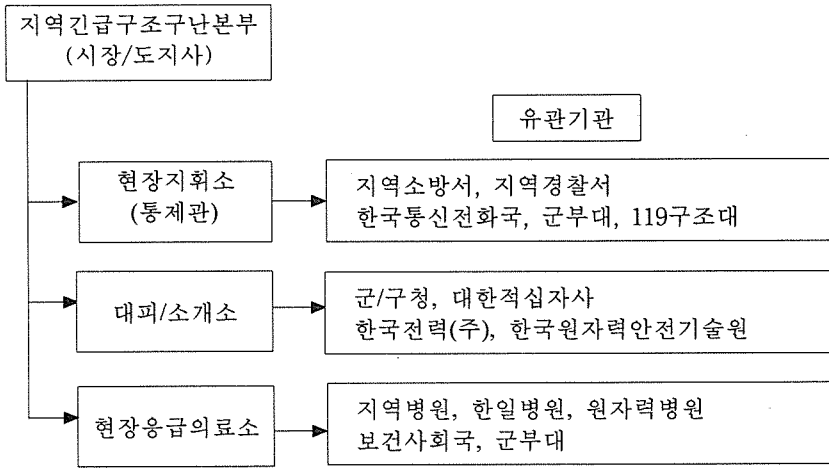 지역긴급구조구난본부
(시장/도지사)
유관기관
현장지휘소
(통제관)
지역소방서, 지역경찰서
한국통신전화국, 군부대, 119구조대
대피/소개소
군/구청, 대한적십자사
한국전력(주), 한국원자력안전기술원
현장응급의료소
지역병원, 한일병원, 원자력병원
보건사회국, 군부대